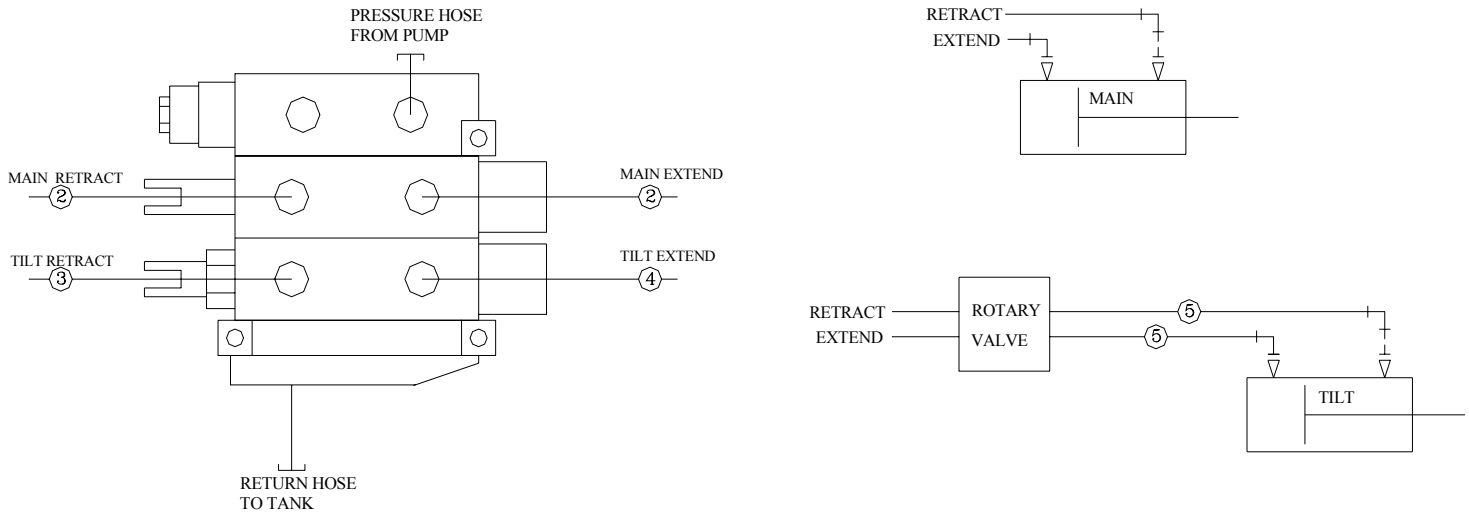 PRESSURE HOSE
FROM PUMP
MAIN RETRACT
2
MAIN EXTEND
2
TILT RETRACT
3
TILT EXTEND
4
RETURN HOSE
TO TANK
RETRACT
EXTEND
MAIN
RETRACT
EXTEND
ROTARY
VALVE
5
5
TILT